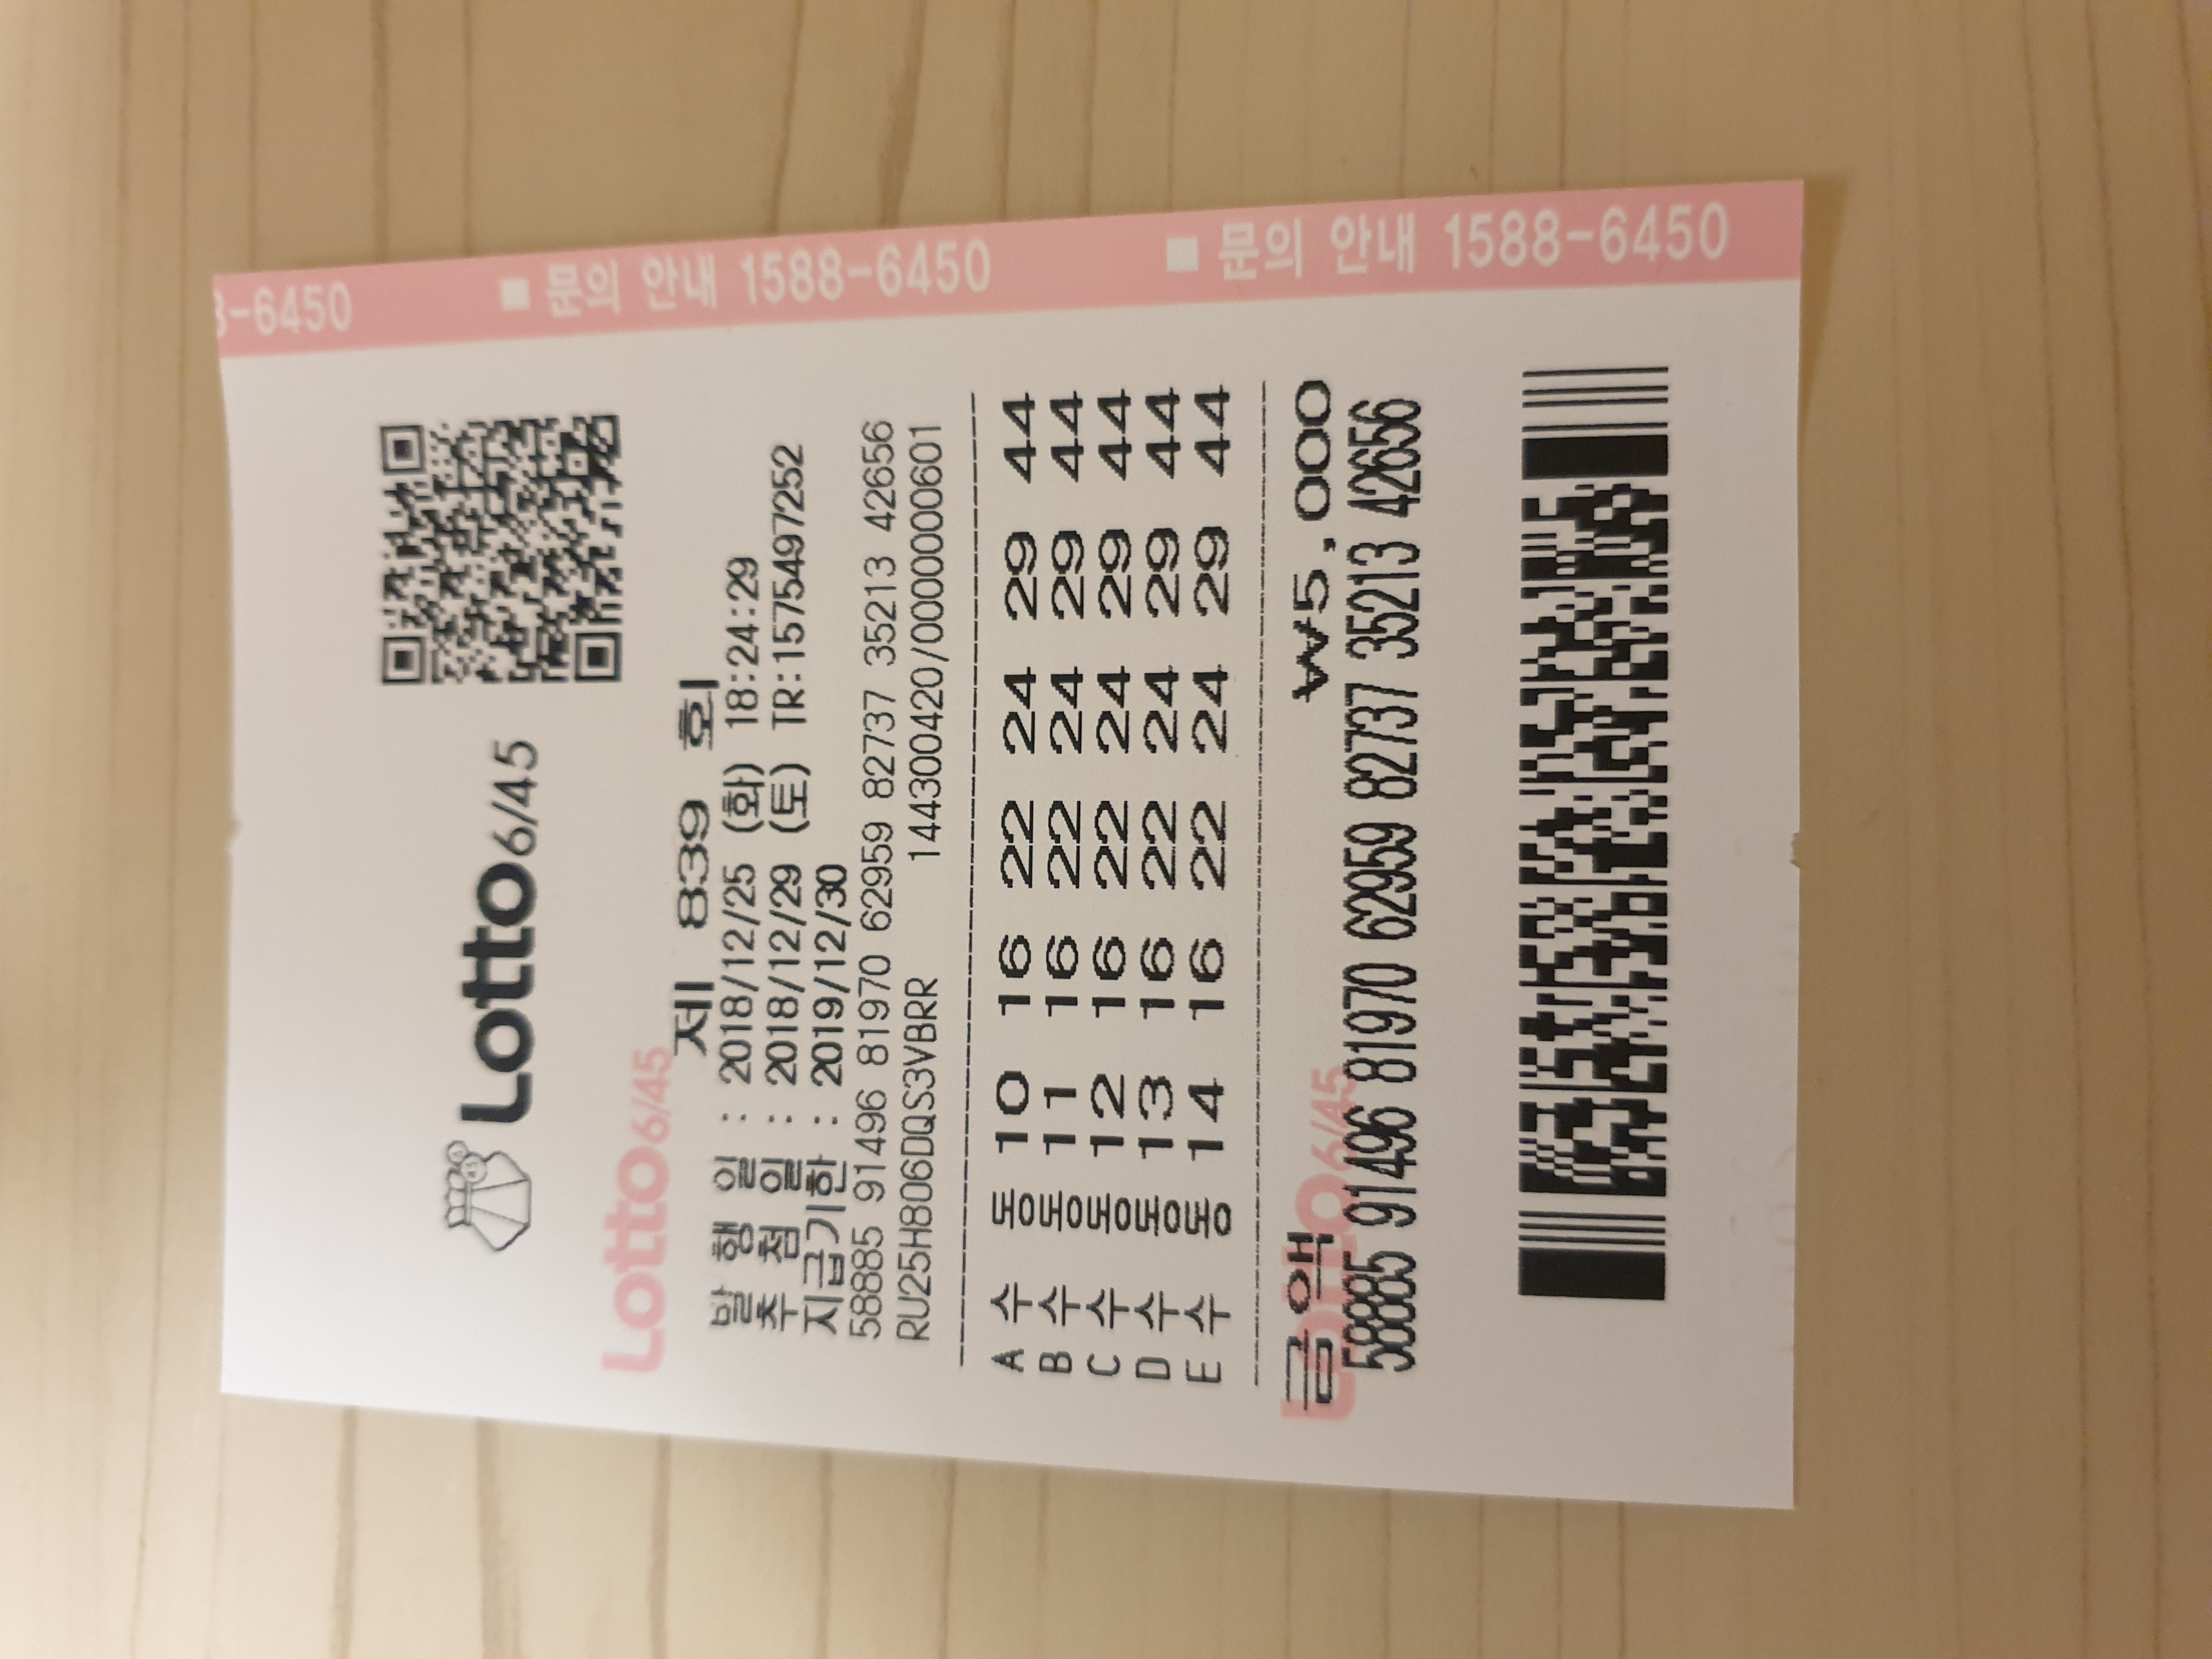 Lotto6/45
Lotto6/45
제 839 회
발 행 일 : 2018/12/25 (화) 18:24:29
추 첨 일 : 2018/12/29 (토) TR:1575497252
지급기한 : 2019/12/30
58885 91496 81970 62959 82737 35213 42656
RU25H806DQS3VBRR 144300420/0000000601
A 수 동 10 16 22 24 29 44
B 수 동 11 16 22 24 29 44
C 수 동 12 16 22 24 29 44
D 수 동 13 16 22 24 29 44
E 수 동 14 16 22 24 29 44
금액 ₩5,000
Lotto6/45
58885 91496 81970 62959 82737 35213 42656
-6450
■ 문의 안내 1588-6450
■ 문의 안내 1588-6450